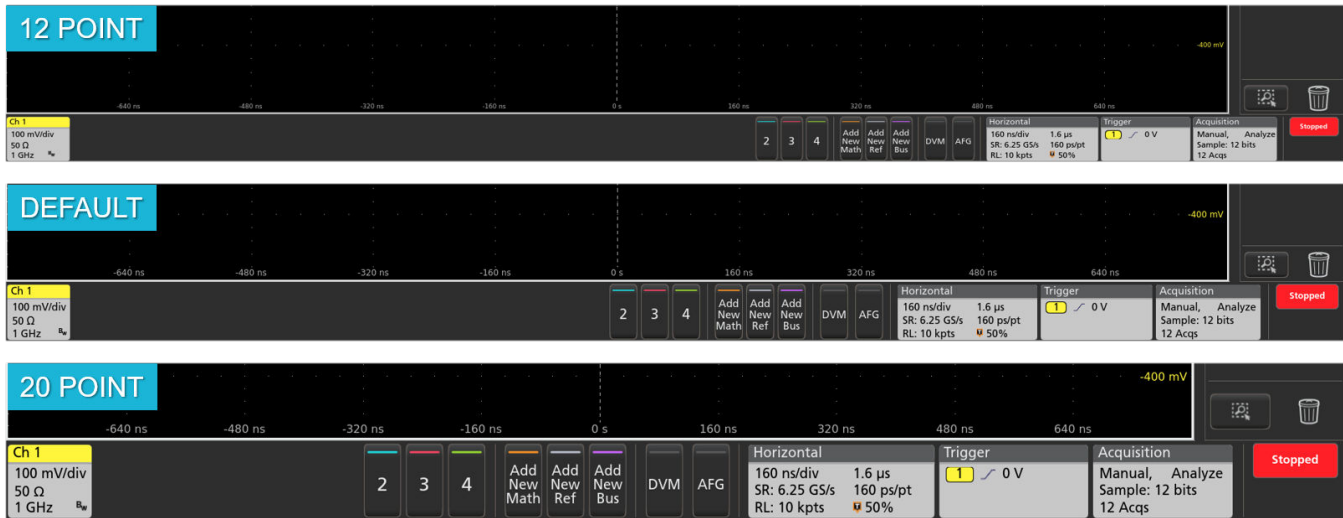 12 POINT
-400 mV
-640 ns -480 ns -320 ns -160 ns 0 s 160 ns 320 ns 480 ns 640 ns
Ch 1
100 mV/div
50 Ω
1 GHz Bw
2 3 4
Add New Math
Add New Ref
Add New Bus
DVM AFG
Horizontal
160 ns/div 1.6 µs
SR: 6.25 GS/s 160 ps/pt
RL: 10 kpts 50%
Trigger
1 0 V
Acquisition
Manual, Analyze
Sample: 12 bits
12 Acqs
Stopped
DEFAULT
-400 mV
-640 ns -480 ns -320 ns -160 ns 0 s 160 ns 320 ns 480 ns 640 ns
Ch 1
100 mV/div
50 Ω
1 GHz Bw
2 3 4
Add New Math
Add New Ref
Add New Bus
DVM AFG
Horizontal
160 ns/div 1.6 µs
SR: 6.25 GS/s 160 ps/pt
RL: 10 kpts 50%
Trigger
1 0 V
Acquisition
Manual, Analyze
Sample: 12 bits
12 Acqs
Stopped
20 POINT
-400 mV
-640 ns -480 ns -320 ns -160 ns 0 s 160 ns 320 ns 480 ns 640 ns
Ch 1
100 mV/div
50 Ω
1 GHz Bw
2 3 4
Add New Math
Add New Ref
Add New Bus
DVM AFG
Horizontal
160 ns/div 1.6 µs
SR: 6.25 GS/s 160 ps/pt
RL: 10 kpts 50%
Trigger
1 0 V
Acquisition
Manual, Analyze
Sample: 12 bits
12 Acqs
Stopped